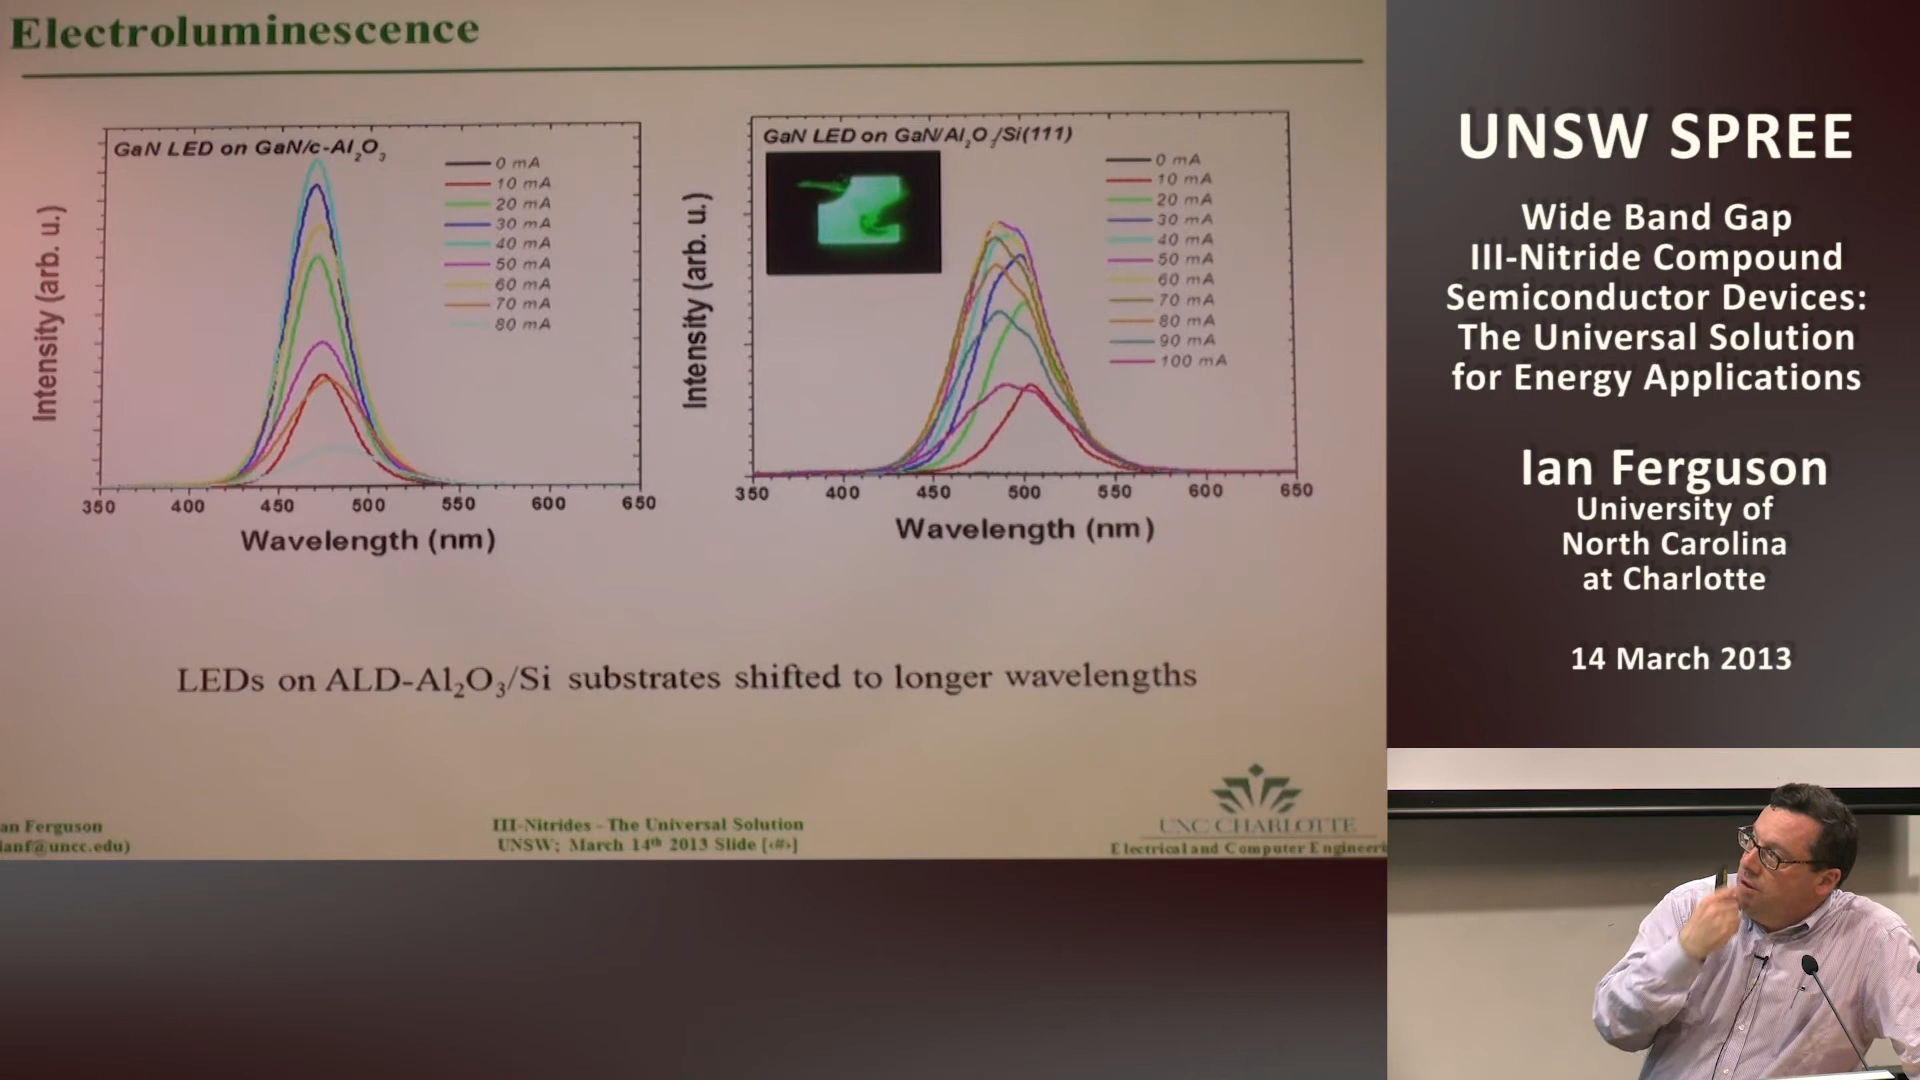 Electroluminescence
GaN LED on GaN/c-Al2O3
0 mA
10 mA
20 mA
30 mA
40 mA
50 mA
60 mA
70 mA
80 mA
Intensity (arb. u.)
350 400 450 500 550 600 650
Wavelength (nm)
GaN LED on GaN/Al2O3/Si(111)
0 mA
10 mA
20 mA
30 mA
40 mA
50 mA
60 mA
70 mA
80 mA
90 mA
100 mA
Intensity (arb. u.)
350 400 450 500 550 600 650
Wavelength (nm)
LEDs on ALD-Al2O3/Si substrates shifted to longer wavelengths
an Ferguson
ianf@uncc.edu)
III-Nitrides - The Universal Solution
UNSW: March 14th 2013 Slide [‹#›]
UNC CHARLOTTE
Electrical and Computer Engineeri
UNSW SPREE
Wide Band Gap
III-Nitride Compound
Semiconductor Devices:
The Universal Solution
for Energy Applications
Ian Ferguson
University of
North Carolina
at Charlotte
14 March 2013